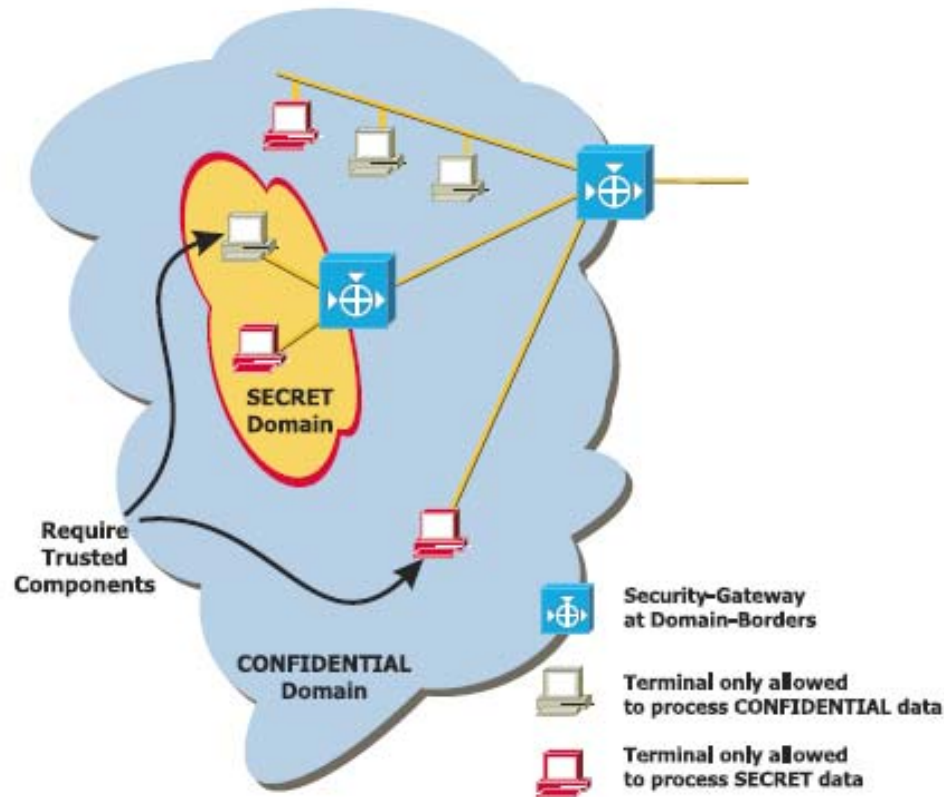 SECRET
Domain
Require
Trusted
Components
CONFIDENTIAL
Domain
Security-Gateway
at Domain-Borders
Terminal only allowed
to process CONFIDENTIAL data
Terminal only allowed
to process SECRET data